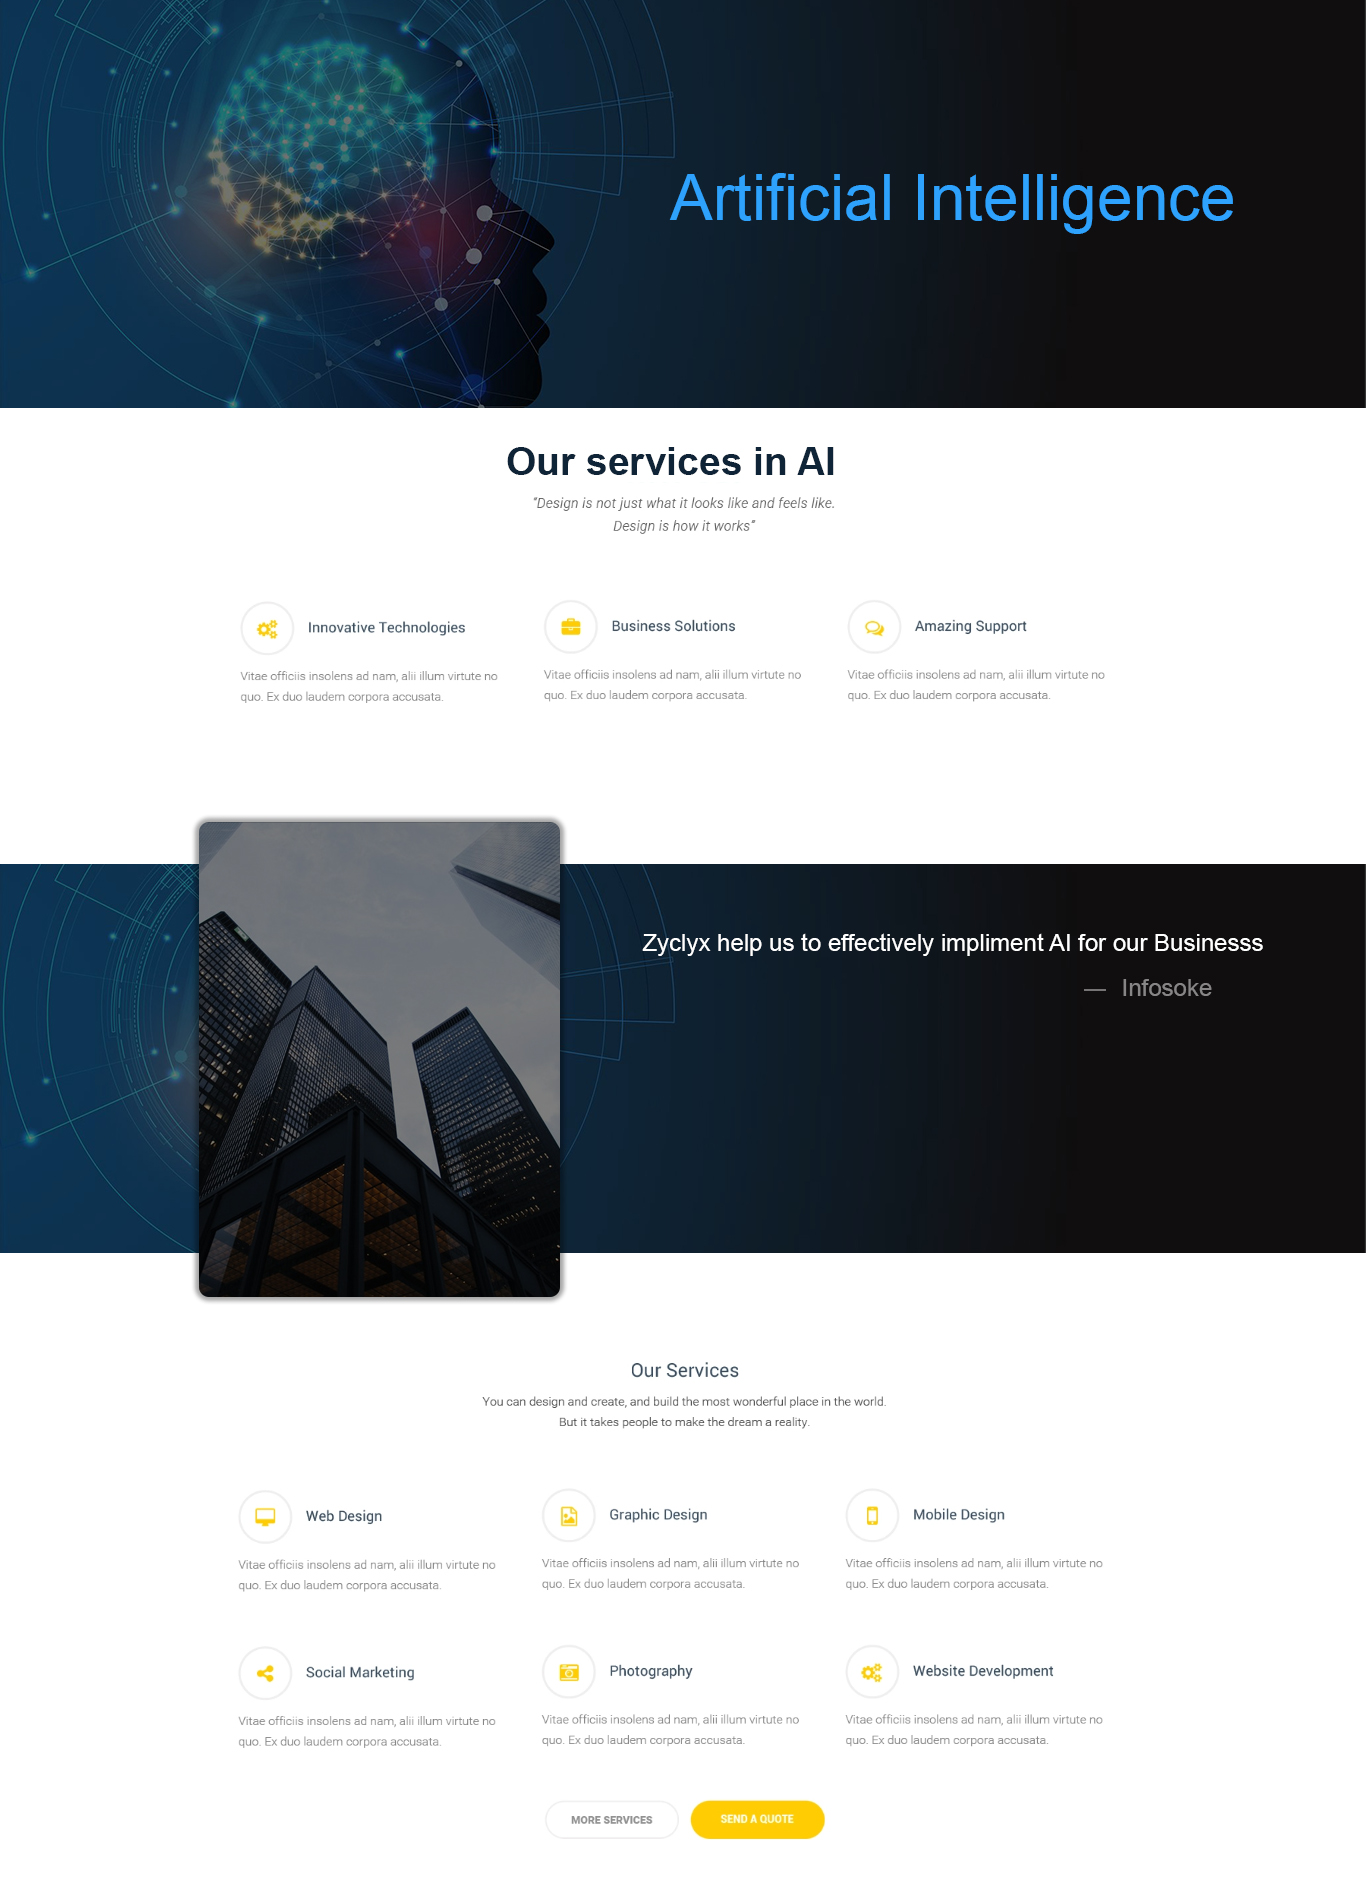 Artificial Intelligence
Our services in AI
“Design is not just what it looks like and feels like.
Design is how it works”
Innovative Technologies
Vitae officiis insolens ad nam, alii illum virtute no
quo. Ex duo laudem corpora accusata.
Business Solutions
Vitae officiis insolens ad nam, alii illum virtute no
quo. Ex duo laudem corpora accusata.
Amazing Support
Vitae officiis insolens ad nam, alii illum virtute no
quo. Ex duo laudem corpora accusata.
Zyclyx help us to effectively impliment AI for our Businesss
— Infosoke
Our Services
You can design and create, and build the most wonderful place in the world.
But it takes people to make the dream a reality.
Web Design
Vitae officiis insolens ad nam, alii illum virtute no
quo. Ex duo laudem corpora accusata.
Graphic Design
Vitae officiis insolens ad nam, alii illum virtute no
quo. Ex duo laudem corpora accusata.
Mobile Design
Vitae officiis insolens ad nam, alii illum virtute no
quo. Ex duo laudem corpora accusata.
Social Marketing
Vitae officiis insolens ad nam, alii illum virtute no
quo. Ex duo laudem corpora accusata.
Photography
Vitae officiis insolens ad nam, alii illum virtute no
quo. Ex duo laudem corpora accusata.
Website Development
Vitae officiis insolens ad nam, alii illum virtute no
quo. Ex duo laudem corpora accusata.
MORE SERVICES
SEND A QUOTE